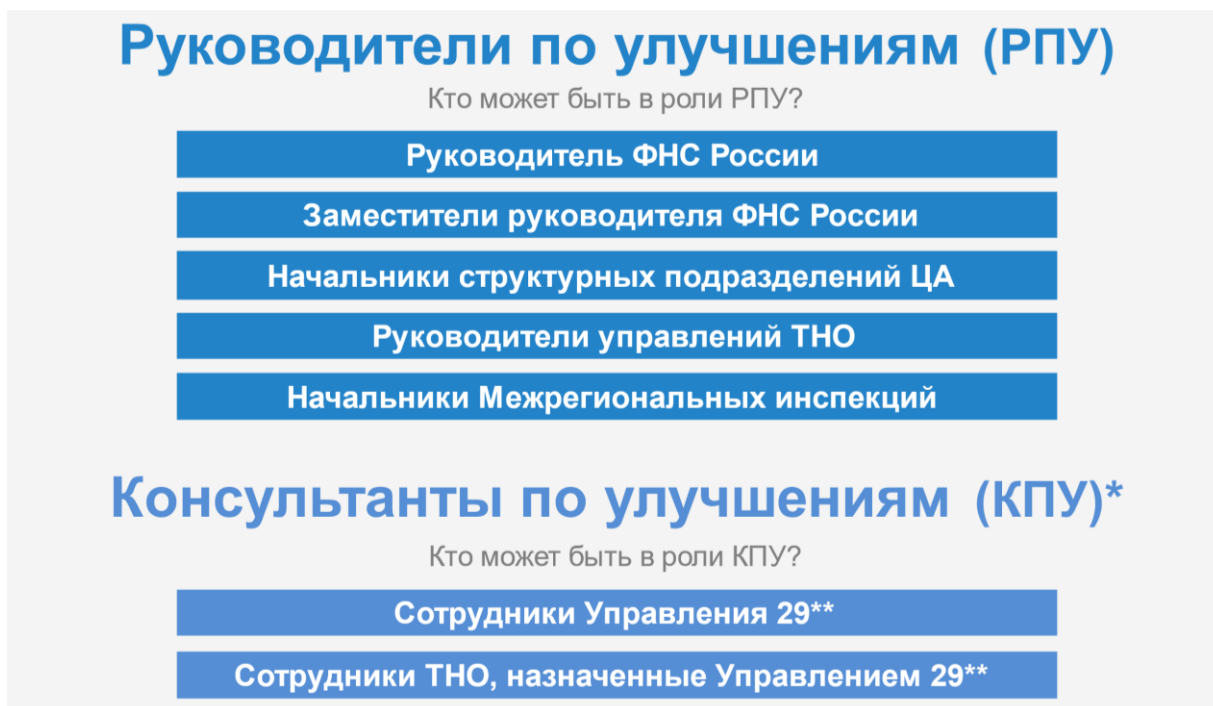 Руководители по улучшениям (РПУ)
Кто может быть в роли РПУ?
Руководитель ФНС России
Заместители руководителя ФНС России
Начальники структурных подразделений ЦА
Руководители управлений ТНО
Начальники Межрегиональных инспекций
Консультанты по улучшениям (КПУ)*
Кто может быть в роли КПУ?
Сотрудники Управления 29**
Сотрудники ТНО, назначенные Управлением 29**